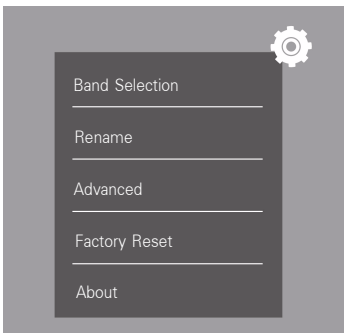 Band Selection
Rename
Advanced
Factory Reset
About